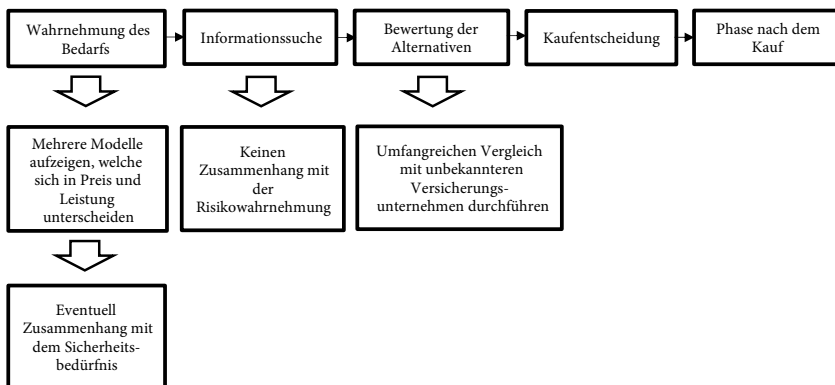 Wahrnehmung des
Bedarfs
Informationssuche
Bewertung der
Alternativen
Kaufentscheidung
Phase nach dem
Kauf
Mehrere Modelle
aufzeigen, welche
sich in Preis und
Leistung
unterscheiden
Keinen
Zusammenhang mit
der
Risikowahrnehmung
Umfangreichen Vergleich
mit unbekannteren
Versicherungs-
unternehmen durchführen
Eventuell
Zusammenhang mit
dem Sicherheits-
bedürfnis